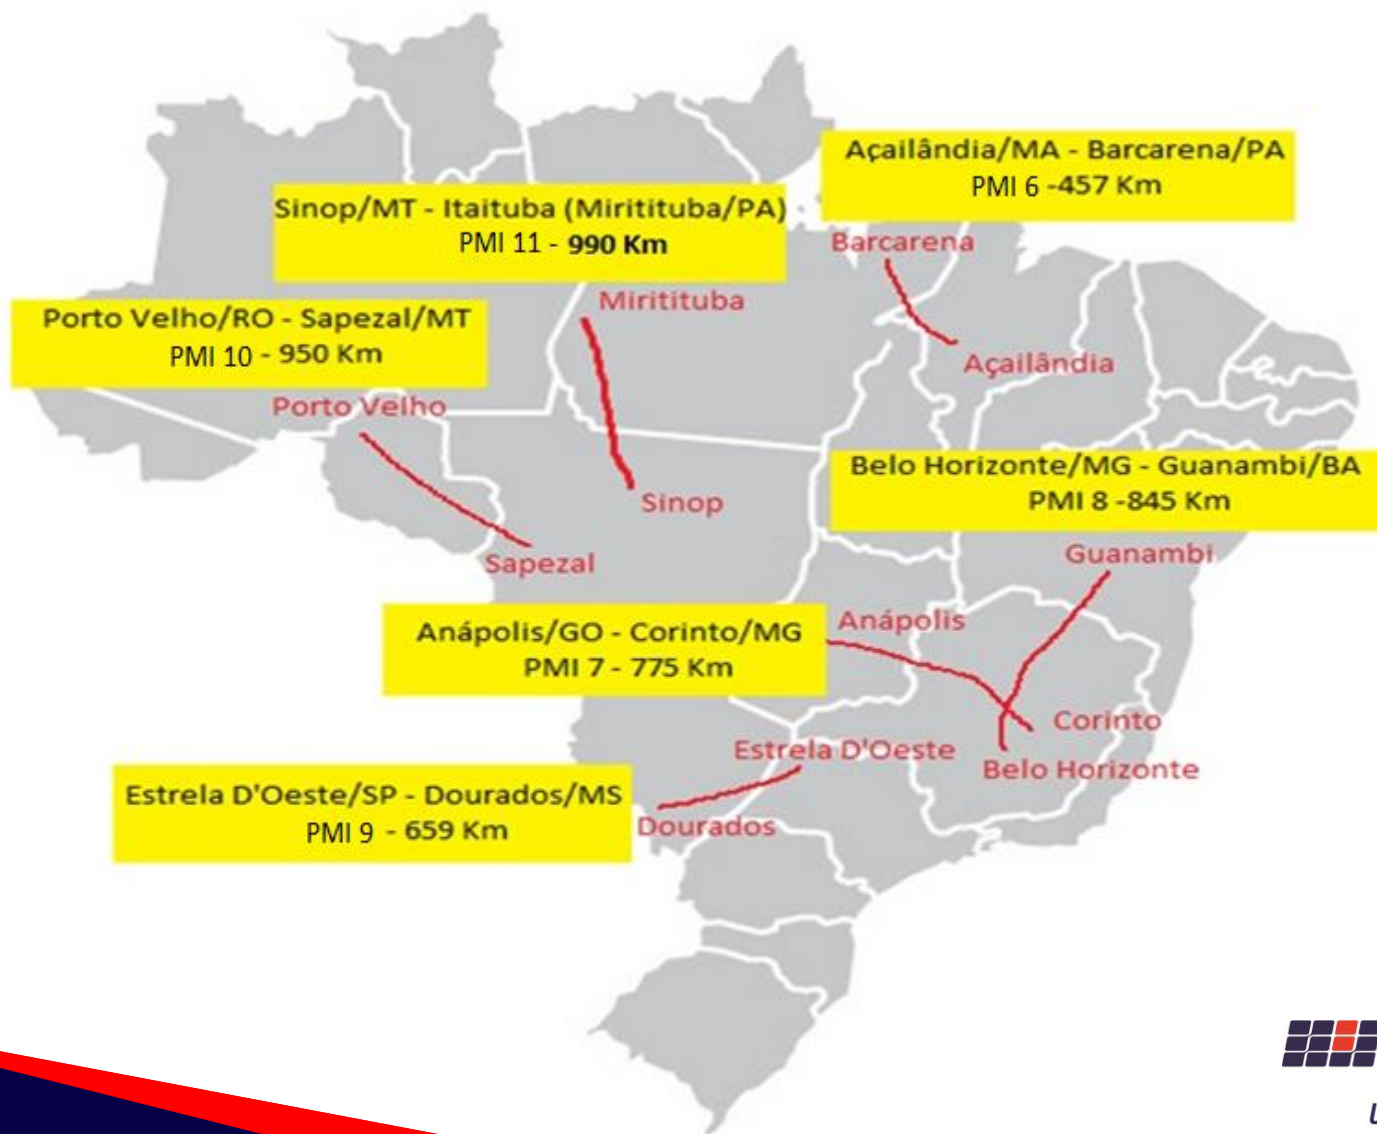 Açailândia/MA - Barcarena/PA
PMI 6 -457 Km
Sinop/MT - Itaituba (Miritituba/PA)
PMI 11 - 990 Km
Barcarena
Miritituba
Porto Velho/RO - Sapezal/MT
PMI 10 - 950 Km
Açailândia
Porto Velho
Belo Horizonte/MG - Guanambi/BA
PMI 8 -845 Km
Sinop
Guanambi
Sapezal
Anápolis/GO - Corinto/MG
PMI 7 - 775 Km
Anápolis
Corinto
Estrela D'Oeste
Belo Horizonte
Estrela D'Oeste/SP - Dourados/MS
PMI 9 - 659 Km
Dourados